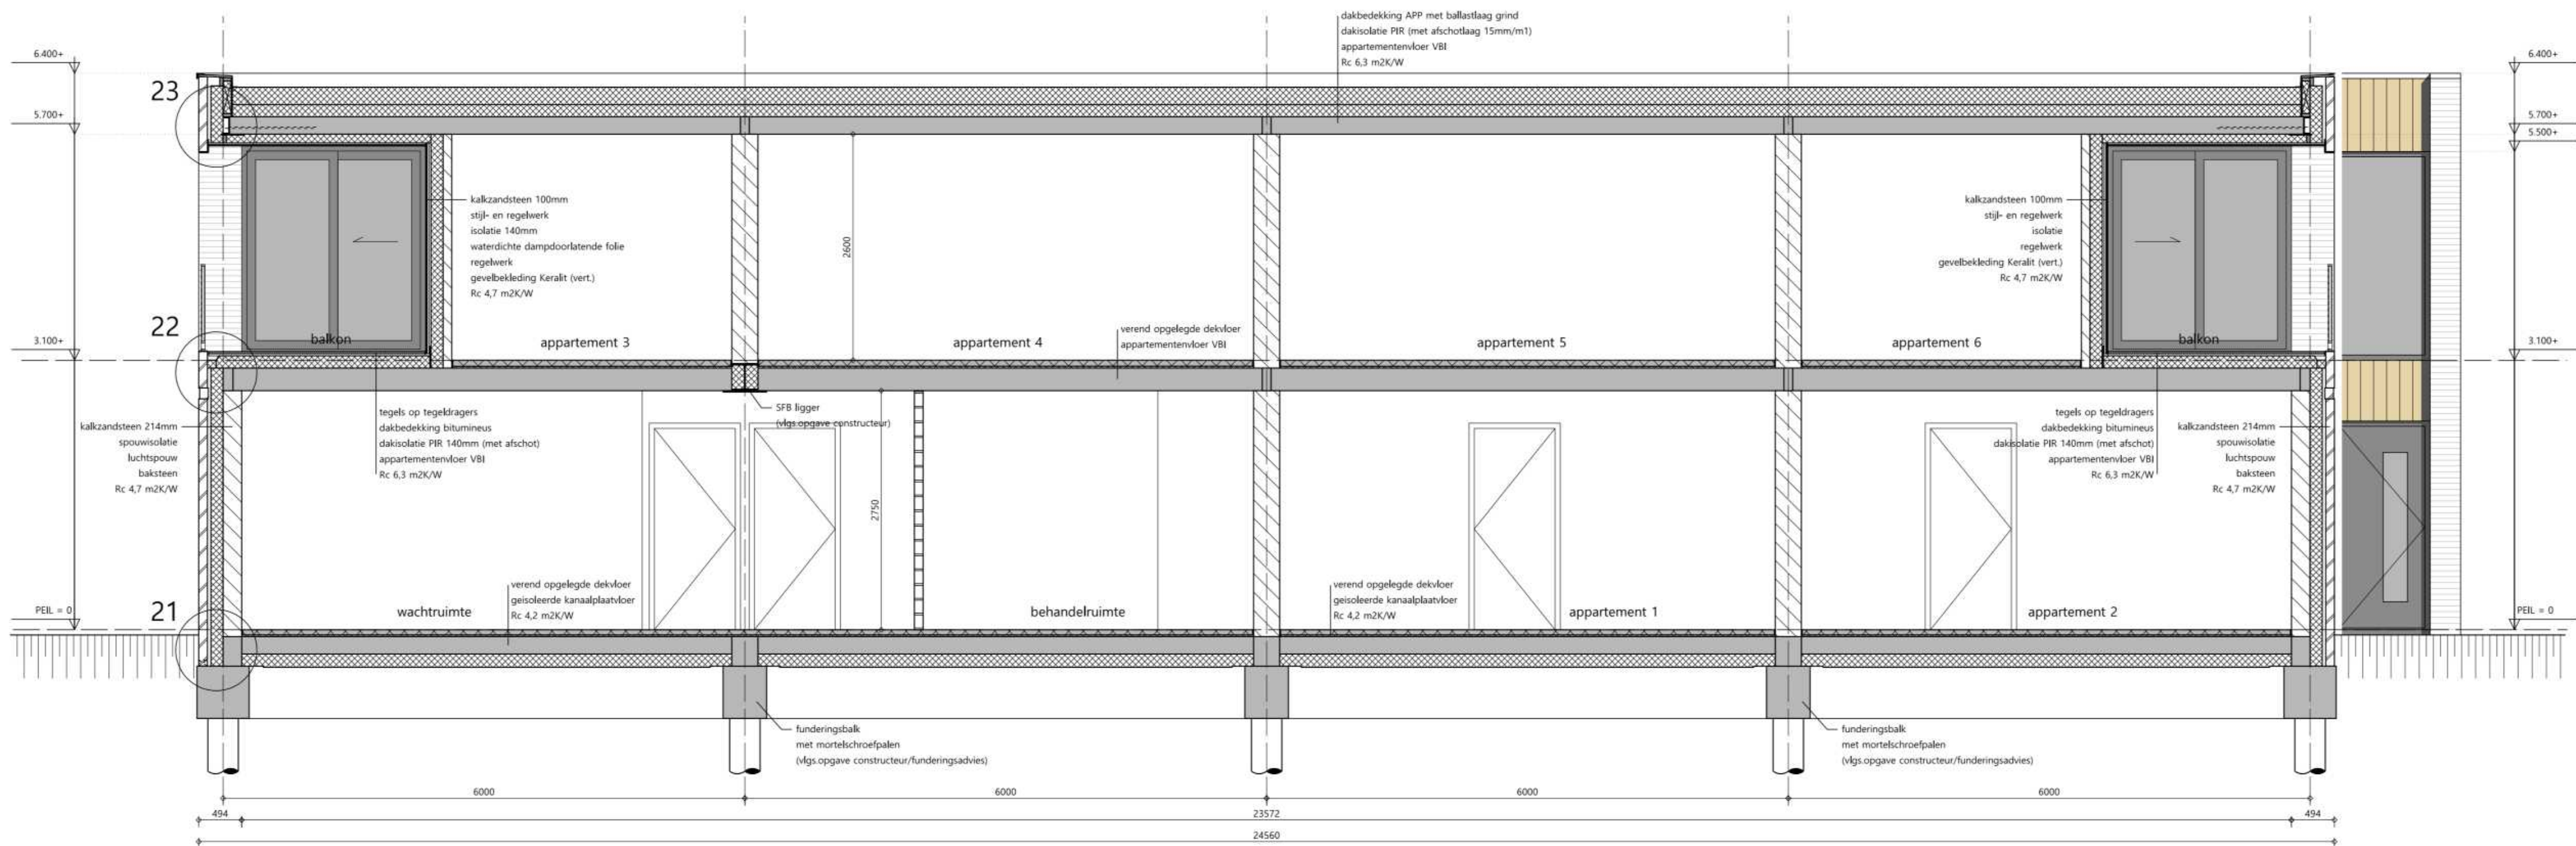 dakbedekking APP met ballastlaag grind
dakisolatie PIR (met afschotlaag 15mm/m1)
appartementenvloer VBI
Rc 6,3 m2K/W
6.400+
6.400+
23
5.700+
5.700+
5.500+
kalkzandsteen 100mm
stijl- en regelwerk
isolatie 140mm
waterdichte dampdoorlatende folie
regelwerk
gevelbekleding Keralit (vert.)
Rc 4,7 m2K/W
2600
kalkzandsteen 100mm
stijl- en regelwerk
isolatie
regelwerk
gevelbekleding Keralit (vert.)
Rc 4,7 m2K/W
22
3.100+
balkon
appartement 3
appartement 4
verend opgelegde dekvloer
appartementenvloer VBI
appartement 5
appartement 6
balkon
3.100+
kalkzandsteen 214mm
spouwisolatie
luchtspouw
baksteen
Rc 4,7 m2K/W
tegels op tegeldragers
dakbedekking bitumineus
dakisolatie PIR 140mm (met afschot)
appartementenvloer VBI
Rc 6,3 m2K/W
SFB ligger
(vlgs.opgave constructeur)
2750
tegels op tegeldragers
dakbedekking bitumineus
dakisolatie PIR 140mm (met afschot)
appartementenvloer VBI
Rc 6,3 m2K/W
kalkzandsteen 214mm
spouwisolatie
luchtspouw
baksteen
Rc 4,7 m2K/W
PEIL = 0
21
wachtruimte
verend opgelegde dekvloer
geisoleerde kanaalplaatvloer
Rc 4,2 m2K/W
behandelruimte
verend opgelegde dekvloer
geisoleerde kanaalplaatvloer
Rc 4,2 m2K/W
appartement 1
appartement 2
PEIL = 0
funderingsbalk
met mortelschroefpalen
(vlgs.opgave constructeur/funderingsadvies)
funderingsbalk
met mortelschroefpalen
(vlgs.opgave constructeur/funderingsadvies)
6000
6000
6000
6000
494
23572
494
24560